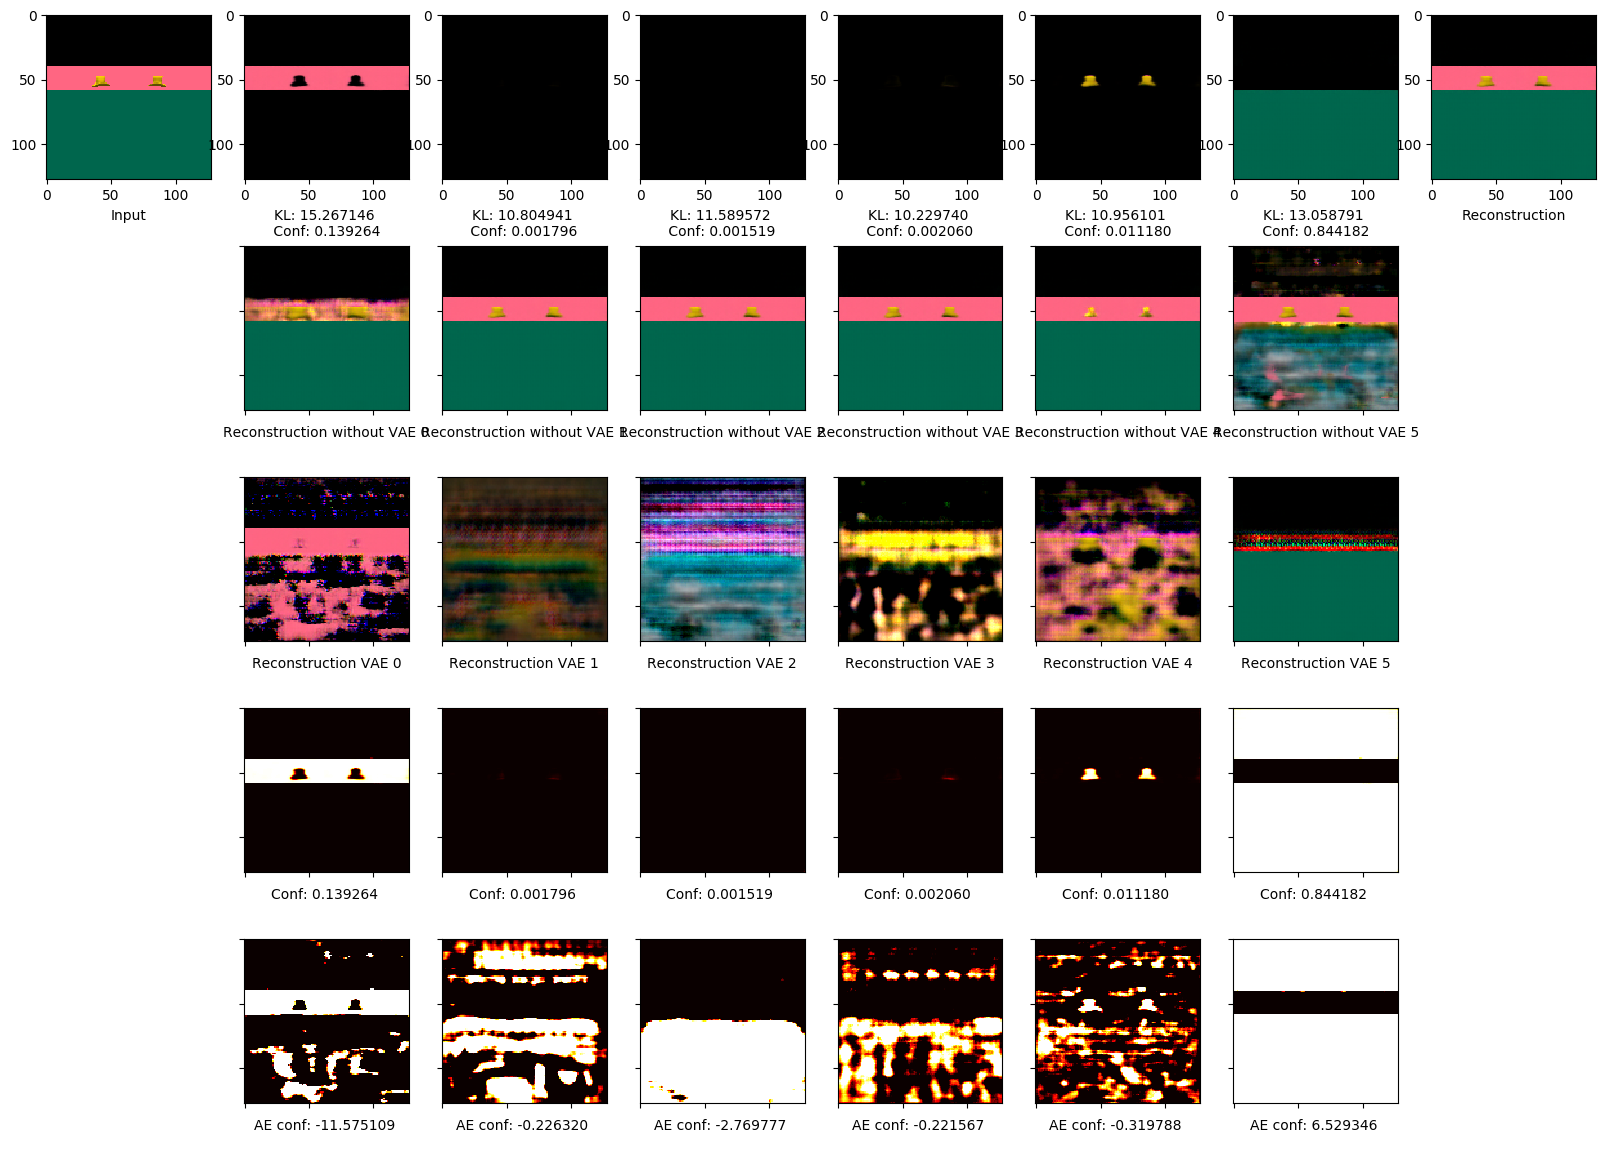 0
50
100
0
50
100
Input
0
50
100
0
50
100
KL: 15.267146
Conf: 0.139264
0
50
100
0
50
100
KL: 10.804941
Conf: 0.001796
0
50
100
0
50
100
KL: 11.589572
Conf: 0.001519
0
50
100
0
50
100
KL: 10.229740
Conf: 0.002060
0
50
100
0
50
100
KL: 10.956101
Conf: 0.011180
0
50
100
0
50
100
KL: 13.058791
Conf: 0.844182
0
50
100
0
50
100
Reconstruction
Reconstruction without VAE 0
Reconstruction without VAE 1
Reconstruction without VAE 2
Reconstruction without VAE 3
Reconstruction without VAE 4
Reconstruction without VAE 5
Reconstruction VAE 0
Reconstruction VAE 1
Reconstruction VAE 2
Reconstruction VAE 3
Reconstruction VAE 4
Reconstruction VAE 5
Conf: 0.139264
Conf: 0.001796
Conf: 0.001519
Conf: 0.002060
Conf: 0.011180
Conf: 0.844182
AE conf: -11.575109
AE conf: -0.226320
AE conf: -2.769777
AE conf: -0.221567
AE conf: -0.319788
AE conf: 6.529346